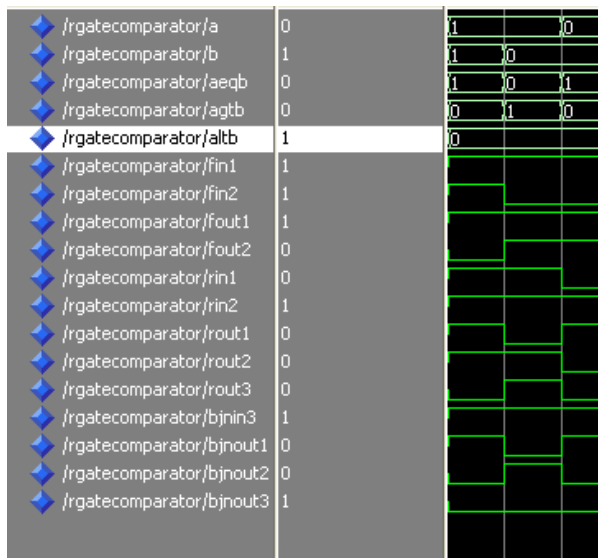 /rgatecomparator/a 0 1 0
/rgatecomparator/b 1 1 0
/rgatecomparator/aeqb 0 1 0 1
/rgatecomparator/agtb 0 0 1 0
/rgatecomparator/altb 1 0
/rgatecomparator/fin1 1
/rgatecomparator/fin2 1
/rgatecomparator/fout1 1
/rgatecomparator/fout2 0
/rgatecomparator/rin1 0
/rgatecomparator/rin2 1
/rgatecomparator/rout1 0
/rgatecomparator/rout2 0
/rgatecomparator/rout3 0
/rgatecomparator/bjnin3 1
/rgatecomparator/bjnout1 0
/rgatecomparator/bjnout2 0
/rgatecomparator/bjnout3 1